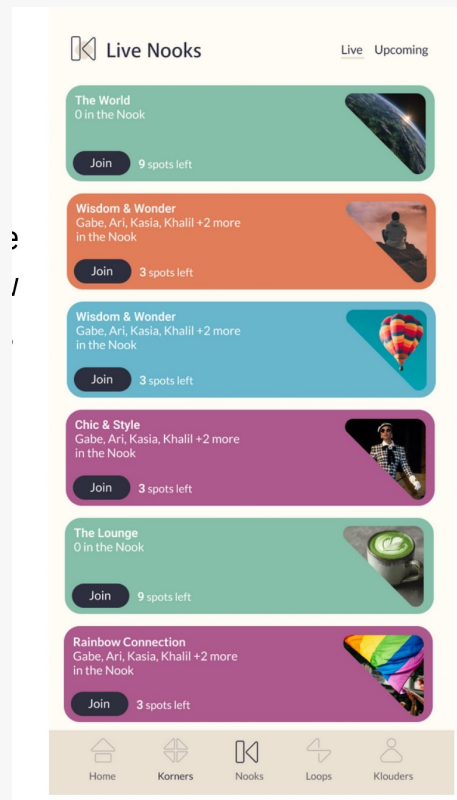 Live Nooks
Live Upcoming
The World
0 in the Nook
Join 9 spots left
Wisdom & Wonder
Gabe, Ari, Kasia, Khalil +2 more
in the Nook
Join 3 spots left
Wisdom & Wonder
Gabe, Ari, Kasia, Khalil +2 more
in the Nook
Join 3 spots left
Chic & Style
Gabe, Ari, Kasia, Khalil +2 more
in the Nook
Join 3 spots left
The Lounge
0 in the Nook
Join 9 spots left
Rainbow Connection
Gabe, Ari, Kasia, Khalil +2 more
in the Nook
Join 3 spots left
Home Korners Nooks Loops Klouders